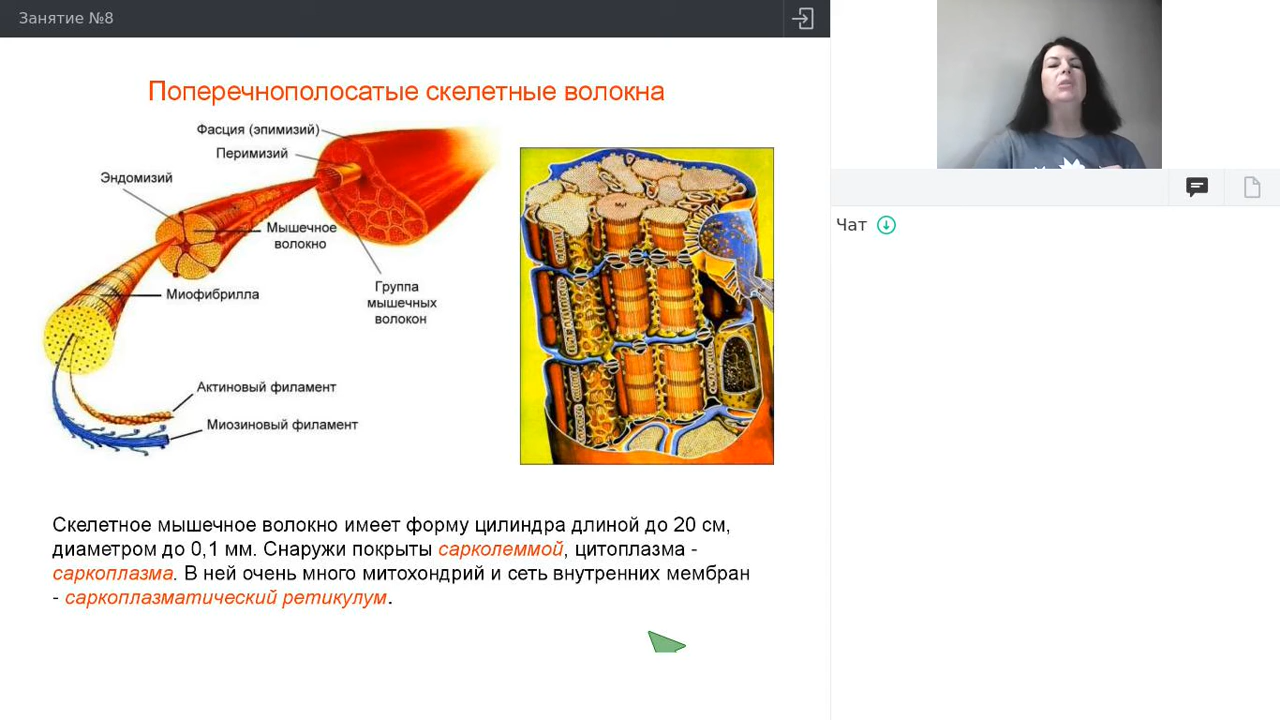 Занятие №8
Поперечнополосатые скелетные волокна
Фасция (эпимизий)
Перимизий
Эндомизий
Мышечное
волокно
Миофибрилла
Группа
мышечных
волокон
Актиновый филамент
Миозиновый филамент
Myf
Скелетное мышечное волокно имеет форму цилиндра длиной до 20 см,
диаметром до 0,1 мм. Снаружи покрыты сарколеммой, цитоплазма -
саркоплазма. В ней очень много митохондрий и сеть внутренних мембран
- саркоплазматический ретикулум.
Чат